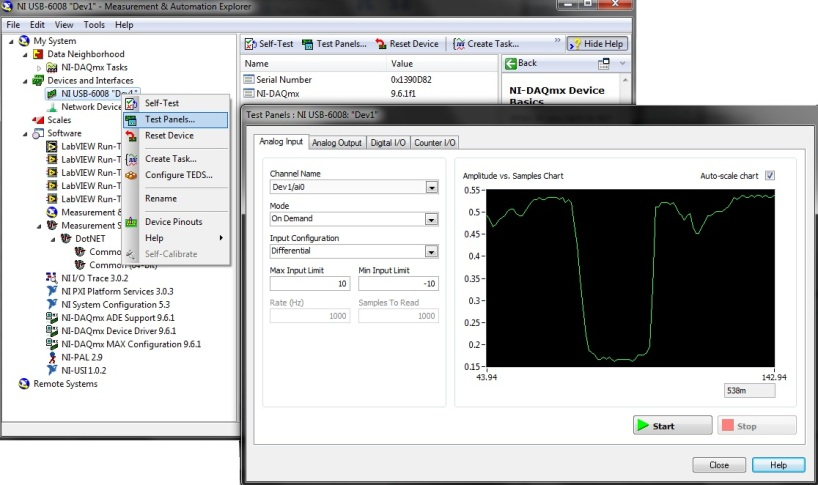 NI USB-6008 "Dev1" - Measurement & Automation Explorer
File Edit View Tools Help
My System
Data Neighborhood
NI-DAQmx Tasks
Devices and Interfaces
NI USB-6008 "Dev1"
Network Device
Scales
Software
LabVIEW Run-T
LabVIEW Run-T
LabVIEW Run-T
LabVIEW Run-T
LabVIEW Run-T
Measurement &
Measurement S
DotNET
Commo
Common (64-bit)
NI I/O Trace 3.0.2
NI PXI Platform Services 3.0.3
NI System Configuration 5.3
NI-DAQmx ADE Support 9.6.1
NI-DAQmx Device Driver 9.6.1
NI-DAQmx MAX Configuration 9.6.1
NI-PAL 2.9
NI-USI 1.0.2
Remote Systems
Self-Test
Test Panels...
Reset Device
Create Task...
Configure TEDS...
Rename
Device Pinouts
Help
Self-Calibrate
Self-Test Test Panels... Reset Device Create Task... » Hide Help
Name Value
Serial Number 0x1390D82
NI-DAQmx 9.6.1f1
Back
NI-DAQmx Device
Basics
Test Panels : NI USB-6008: "Dev1"
Analog Input Analog Output Digital I/O Counter I/O
Channel Name
Dev1/ai0
Mode
On Demand
Input Configuration
Differential
Max Input Limit Min Input Limit
10 -10
Rate (Hz) Samples To Read
1000 1000
Amplitude vs. Samples Chart Auto-scale chart
0.55
0.5
0.45
0.4
0.35
0.3
0.25
0.2
0.15
43.94 142.94
538m
Start Stop
Close Help